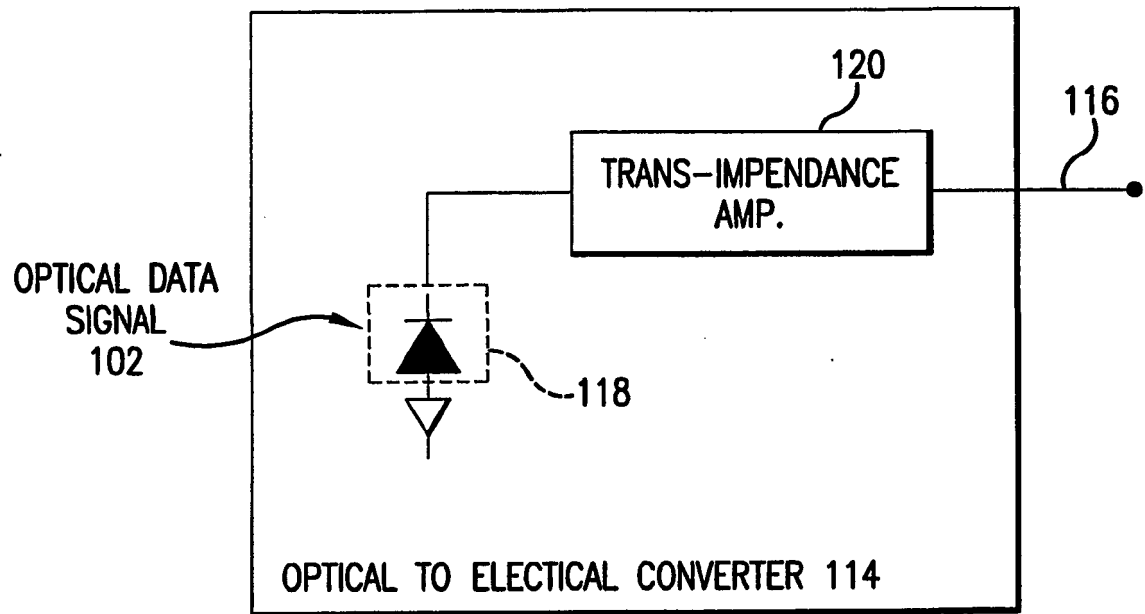 120
116
TRANS-IMPENDANCE
AMP.
OPTICAL DATA
SIGNAL
102
118
OPTICAL TO ELECTICAL CONVERTER 114